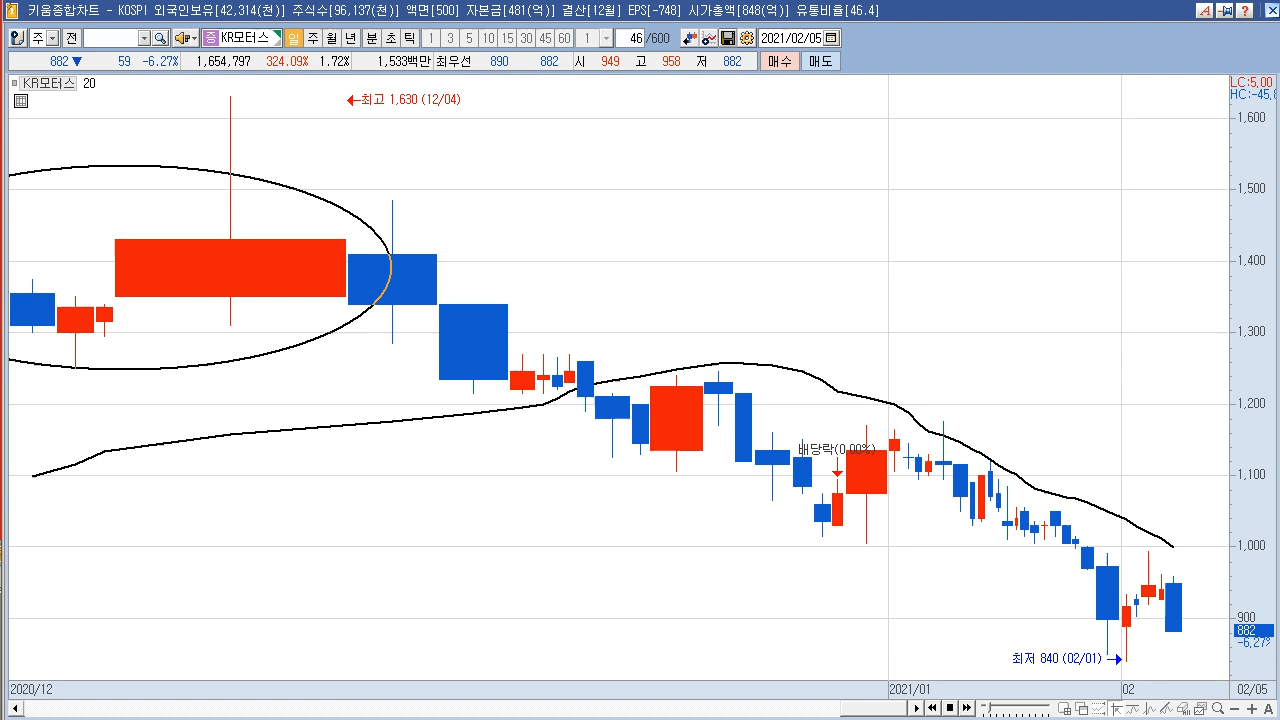 키움종합차트 - KOSPI 외국인보유[42,314(천)] 주식수[96,137(천)] 액면[500] 자본금[481(억)] 결산[12월] EPS[-748] 시가총액[848(억)] 유통비율[46.4]
주 전 증 KR모터스 일 주 월 년 분 초 틱 1 3 5 10 15 30 45 60 1 46 /600 2021/02/05
882 ▼ 59 -6.27% 1,654,797 324.09% 1.72% 1,533백만 최우선 890 882 시 949 고 958 저 882 매수 매도
KR모터스 20
LC:5,00
HC:-45,8
최고 1,630 (12/04)
1,600
1,500
1,400
1,300
1,200
배당락(0.00%)
1,100
1,000
900
882
-6,27%
최저 840 (02/01)
2020/12 2021/01 02 02/05